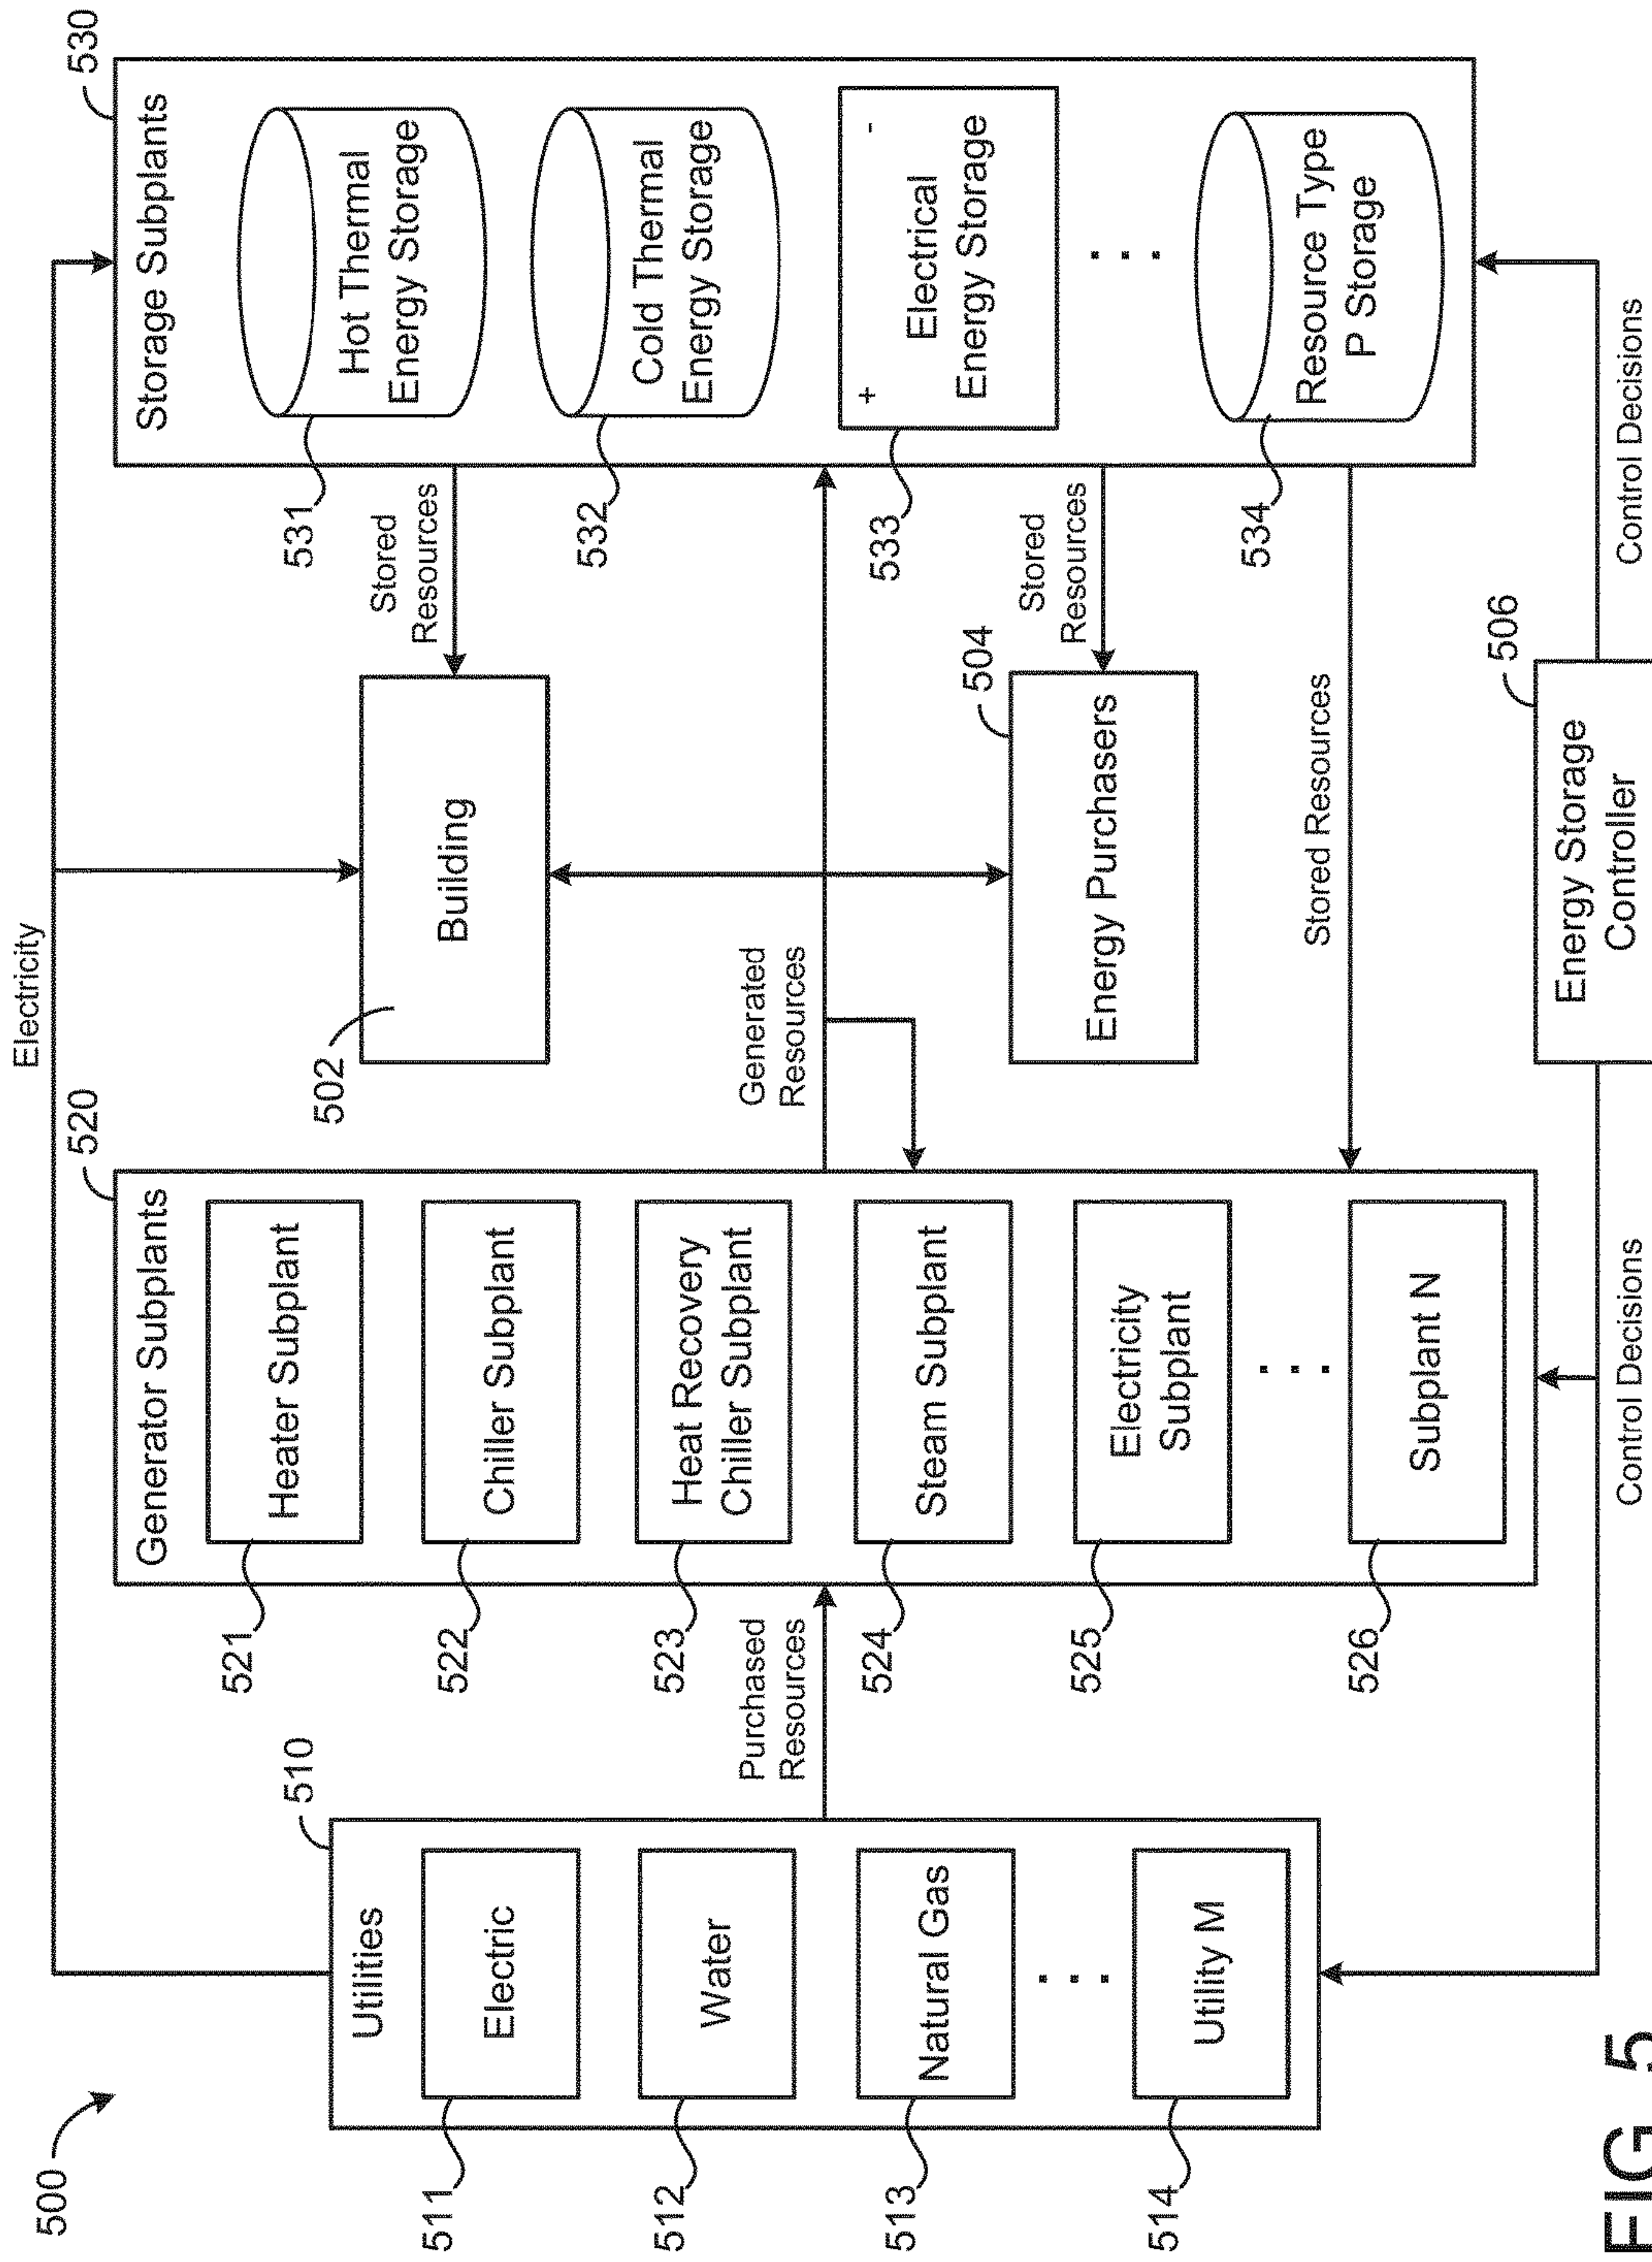 500
Electricity
510
Utilities
511
Electric
512
Water
513
Natural Gas
514
Utility M
Purchased
Resources
520
Generator Subplants
521
Heater Subplant
522
Chiller Subplant
523
Heat Recovery
Chiller Subplant
524
Steam Subplant
525
Electricity
Subplant
526
Subplant N
Generated
Resources
502
Building
504
Energy Purchasers
Stored
Resources
Stored
Resources
Stored Resources
530
Storage Subplants
531
Hot Thermal
Energy Storage
532
Cold Thermal
Energy Storage
533
+ -
Electrical
Energy Storage
534
Resource Type
P Storage
506
Energy Storage
Controller
Control Decisions
Control Decisions
FIG. 5